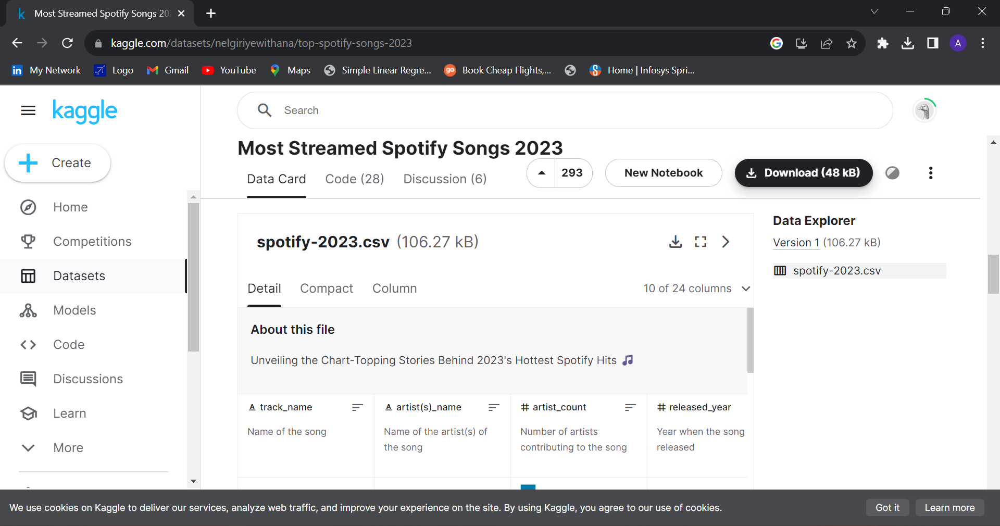 k Most Streamed Spotify Songs 20
kaggle.com/datasets/nelgiriyewithana/top-spotify-songs-2023
A
in My Network Logo Gmail YouTube Maps Simple Linear Regre... go Book Cheap Flights,... S Home | Infosys Spri...
kaggle
Search
Create
Most Streamed Spotify Songs 2023
Data Card Code (28) Discussion (6)
293
New Notebook
Download (48 kB)
Home
Competitions
Datasets
Models
Code
Discussions
Learn
More
spotify-2023.csv (106.27 kB)
Detail Compact Column
10 of 24 columns
About this file
Unveiling the Chart-Topping Stories Behind 2023's Hottest Spotify Hits
A track_name
Name of the song
A artist(s)_name
Name of the artist(s) of
the song
# artist_count
Number of artists
contributing to the song
# released_year
Year when the song
released
Data Explorer
Version 1 (106.27 kB)
spotify-2023.csv
We use cookies on Kaggle to deliver our services, analyze web traffic, and improve your experience on the site. By using Kaggle, you agree to our use of cookies.
Got it
Learn more